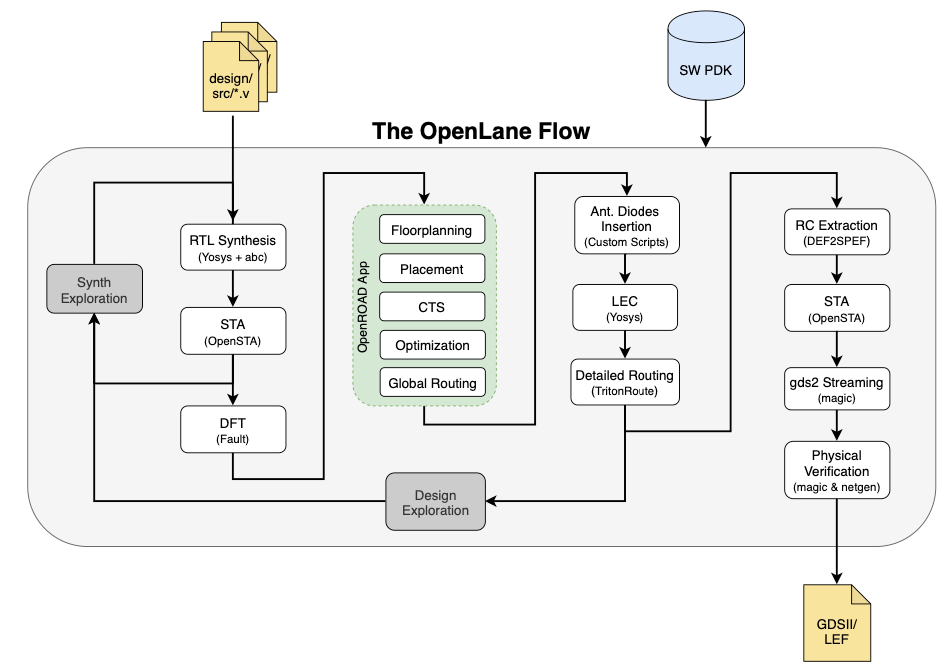 design/
src/*.v
SW PDK
The OpenLane Flow
RTL Synthesis
(Yosys + abc)
Synth
Exploration
STA
(OpenSTA)
DFT
(Fault)
OpenROAD App
Floorplanning
Placement
CTS
Optimization
Global Routing
Ant. Diodes
Insertion
(Custom Scripts)
LEC
(Yosys)
Detailed Routing
(TritonRoute)
Design
Exploration
RC Extraction
(DEF2SPEF)
STA
(OpenSTA)
gds2 Streaming
(magic)
Physical
Verification
(magic & netgen)
GDSII/
LEF